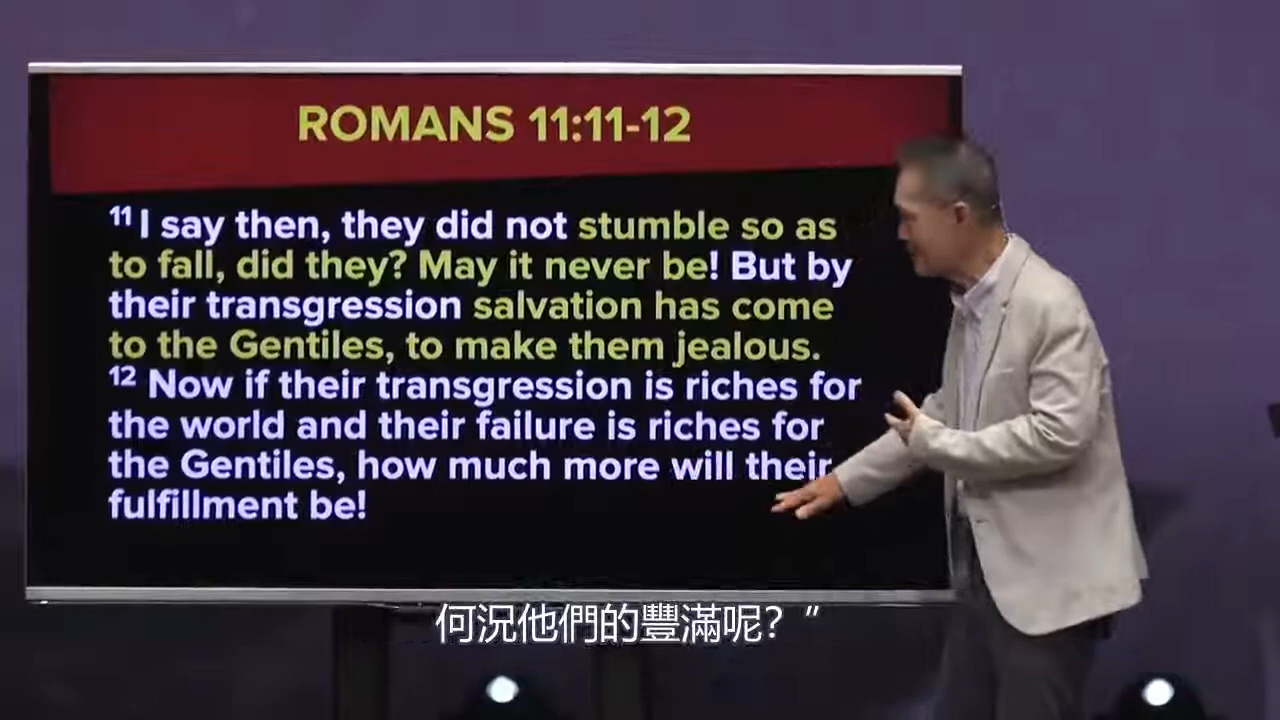 ROMANS 11:11-12
11 I say then, they did not stumble so as
to fall, did they? May it never be! But by
their transgression salvation has come
to the Gentiles, to make them jealous.
12 Now if their transgression is riches for
the world and their failure is riches for
the Gentiles, how much more will their
fulfillment be!
何況他們的豐滿呢？”